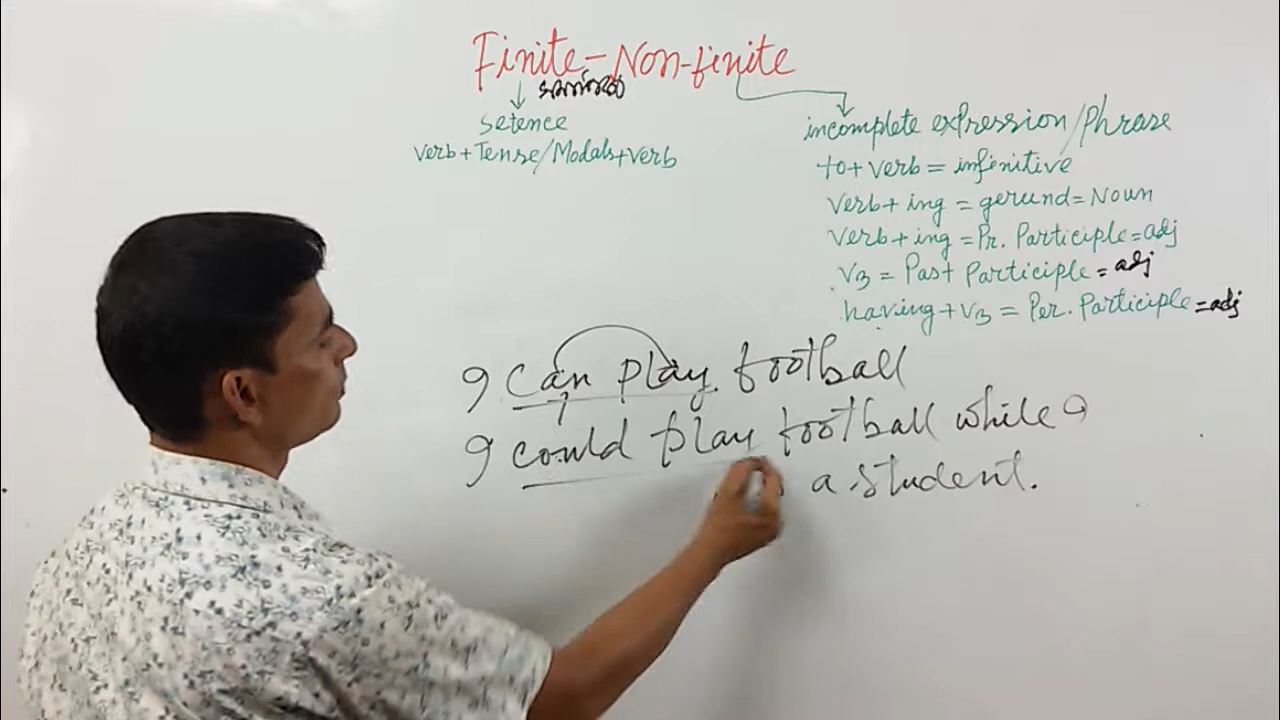 Finite-Non-finite
setence
verb+Tense/Modals+verb
incomplete expression/Phrase
to+verb=infinitive
verb+ing=gerund=Noun
verb+ing=Pr. Participle=adj
V3=Past Participle=adj
having+V3=Per. Participle=adj
I can play football
I could play football while I
a student.